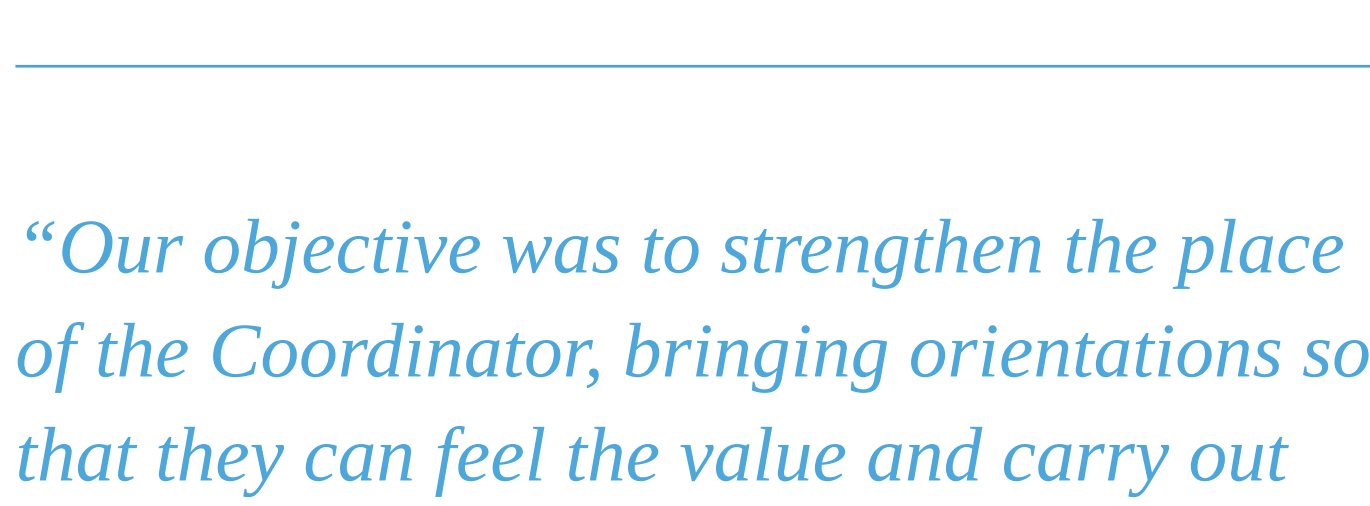 “Our objective was to strengthen the place
of the Coordinator, bringing orientations so
that they can feel the value and carry out